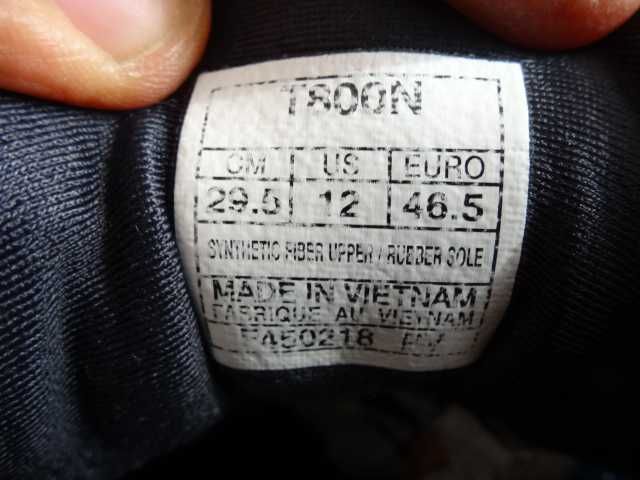 T800N
CM US EURO
29.5 12 46.5
SYNTHETIC FIBER UPPER / RUBBER SOLE
MADE IN VIETNAM
FABRIQUE AU VIETNAM
F450218